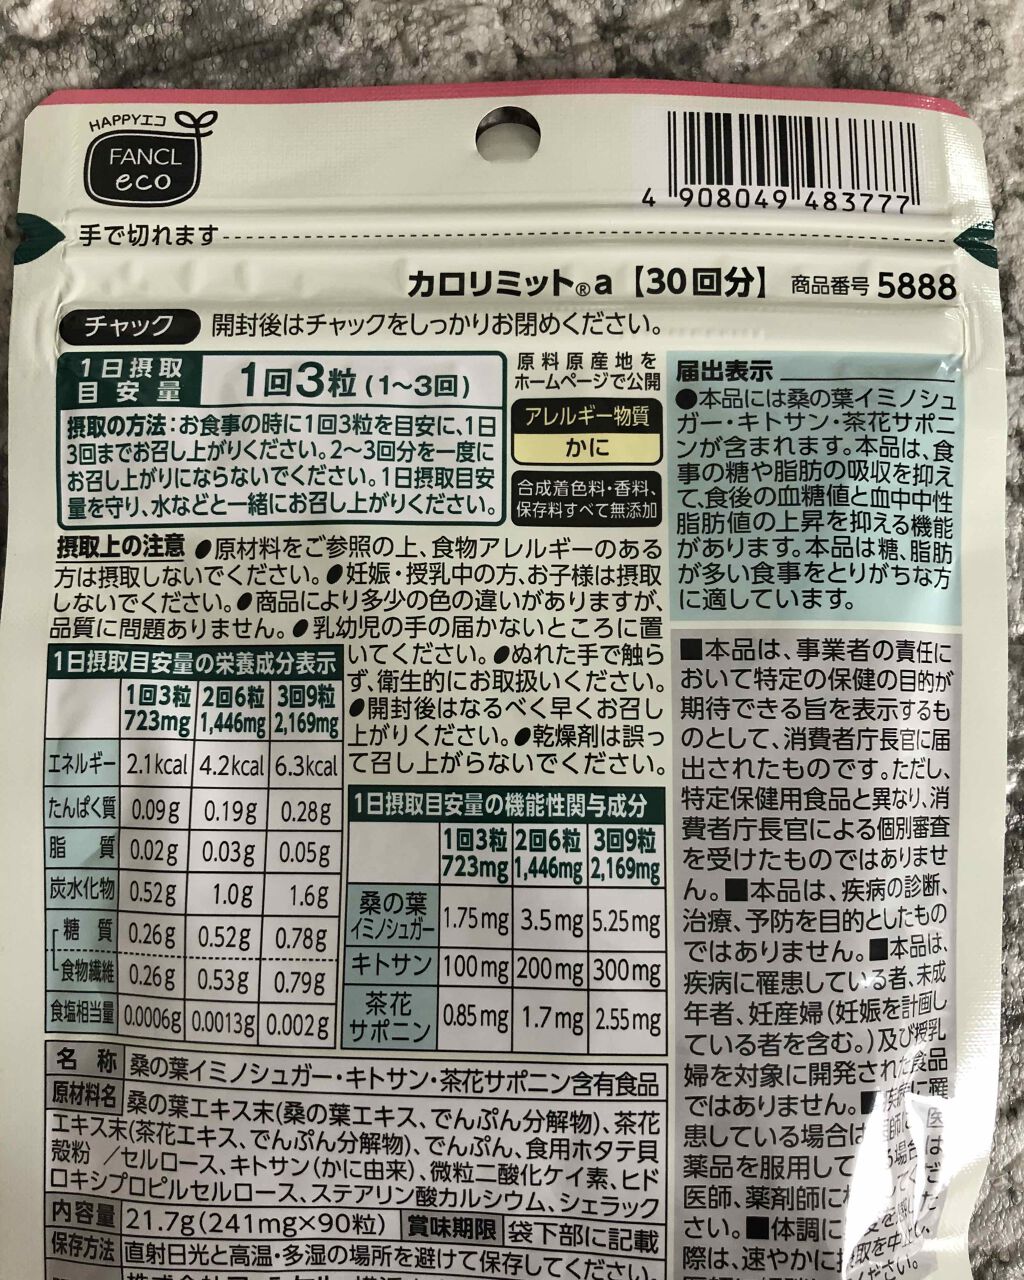 HAPPYエコ
FANCL
eco
4 908049 483777
手で切れます
カロリミット®a【30回分】 商品番号 5888
チャック 開封後はチャックをしっかりお閉めください。
1日摂取
目安量
1回3粒(1〜3回)
摂取の方法:お食事の時に1回3粒を目安に、1日
3回までお召し上がりください。2〜3回分を一度に
お召し上がりにならないでください。1日摂取目安
量を守り、水などと一緒にお召し上がりください。
原料原産地を
ホームページで公開
アレルギー物質
かに
合成着色料・香料、
保存料すべて無添加
摂取上の注意 ●原材料をご参照の上、食物アレルギーのある
方は摂取しないでください。●妊娠・授乳中の方、お子様は摂取
しないでください。●商品により多少の色の違いがありますが、
品質に問題ありません。●乳幼児の手の届かないところに置
いてください。●ぬれた手で触ら
ず、衛生的にお取扱いください。
●開封後はなるべく早くお召し
上がりください。●乾燥剤は誤っ
て召し上がらないでください。
1日摂取目安量の栄養成分表示
1回3粒 2回6粒 3回9粒
723mg 1,446mg 2,169mg
エネルギー 2.1kcal 4.2kcal 6.3kcal
たんぱく質 0.09g 0.19g 0.28g
脂質 0.02g 0.03g 0.05g
炭水化物 0.52g 1.0g 1.6g
糖質 0.26g 0.52g 0.78g
食物繊維 0.26g 0.53g 0.79g
食塩相当量 0.0006g 0.0013g 0.002g
1日摂取目安量の機能性関与成分
1回3粒 2回6粒 3回9粒
723mg 1,446mg 2,169mg
桑の葉
イミノシュガー 1.75mg 3.5mg 5.25mg
キトサン 100mg 200mg 300mg
茶花
サポニン 0.85mg 1.7mg 2.55mg
名称 桑の葉イミノシュガー・キトサン・茶花サポニン含有食品
原材料名 桑の葉エキス末(桑の葉エキス、でんぷん分解物)、茶花
エキス末(茶花エキス、でんぷん分解物)、でんぷん、食用ホタテ貝
殻粉/セルロース、キトサン(かに由来)、微粒二酸化ケイ素、ヒド
ロキシプロピルセルロース、ステアリン酸カルシウム、シェラック
内容量 21.7g(241mg×90粒) 賞味期限 袋下部に記載
保存方法 直射日光と高温・多湿の場所を避けて保存してください。
届出表示
●本品には桑の葉イミノシュ
ガー・キトサン・茶花サポニ
ンが含まれます。本品は、食
事の糖や脂肪の吸収を抑え
て、食後の血糖値と血中中性
脂肪値の上昇を抑える機能
があります。本品は糖、脂肪
が多い食事をとりがちな方
に適しています。
■本品は、事業者の責任に
おいて特定の保健の目的が
期待できる旨を表示するも
のとして、消費者庁長官に届
出されたものです。ただし、
特定保健用食品と異なり、消
費者庁長官による個別審査
を受けたものではありませ
ん。■本品は、疾病の診断、
治療、予防を目的としたもの
ではありません。■本品は、
疾病に罹患している者、未成
年者、妊産婦(妊娠を計画し
ている者を含む。)及び授乳
婦を対象に開発された食品
ではありません。■疾病に罹
患している場合は医
薬品を服用して
医師、薬剤師に
さい。■体調に
際は、速やかに